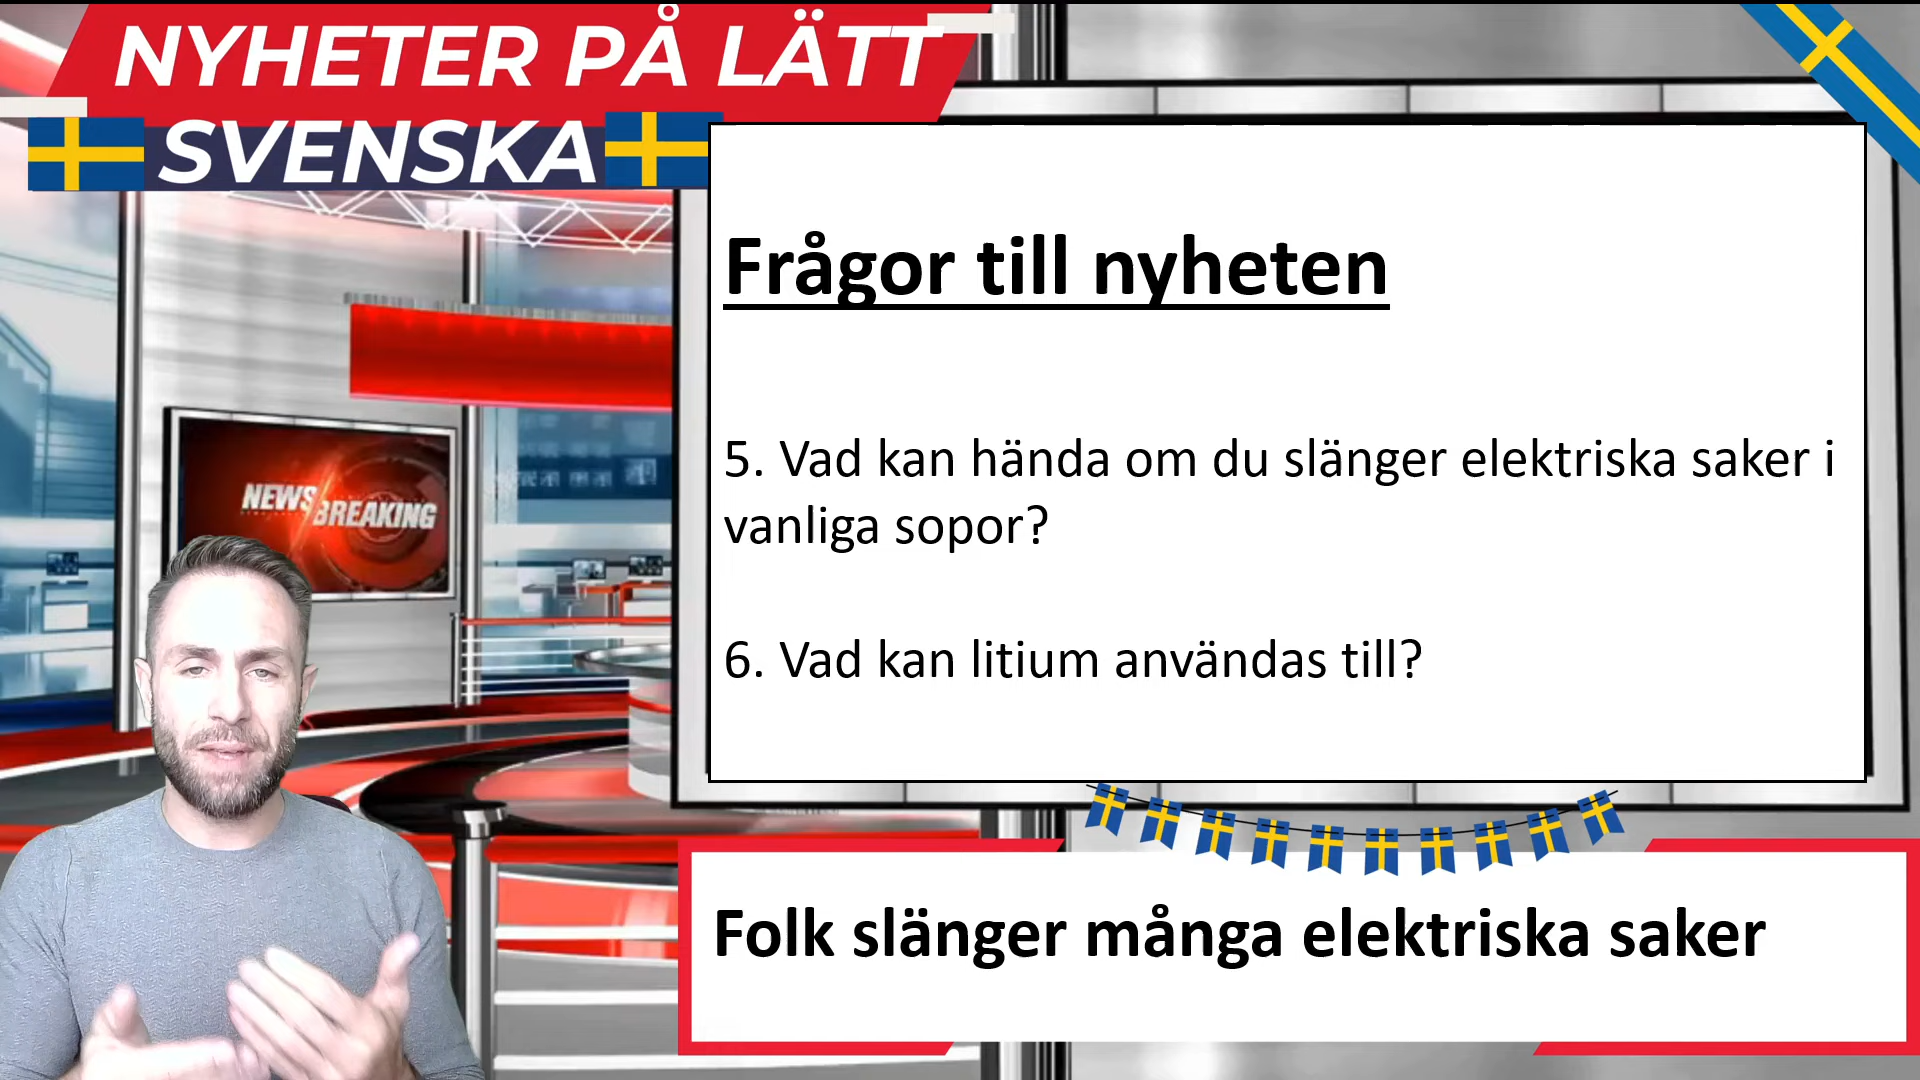 NYHETER PÅ LÄTT
SVENSKA
NEWS BREAKING
Frågor till nyheten
5. Vad kan hända om du slänger elektriska saker i
vanliga sopor?
6. Vad kan litium användas till?
Folk slänger många elektriska saker